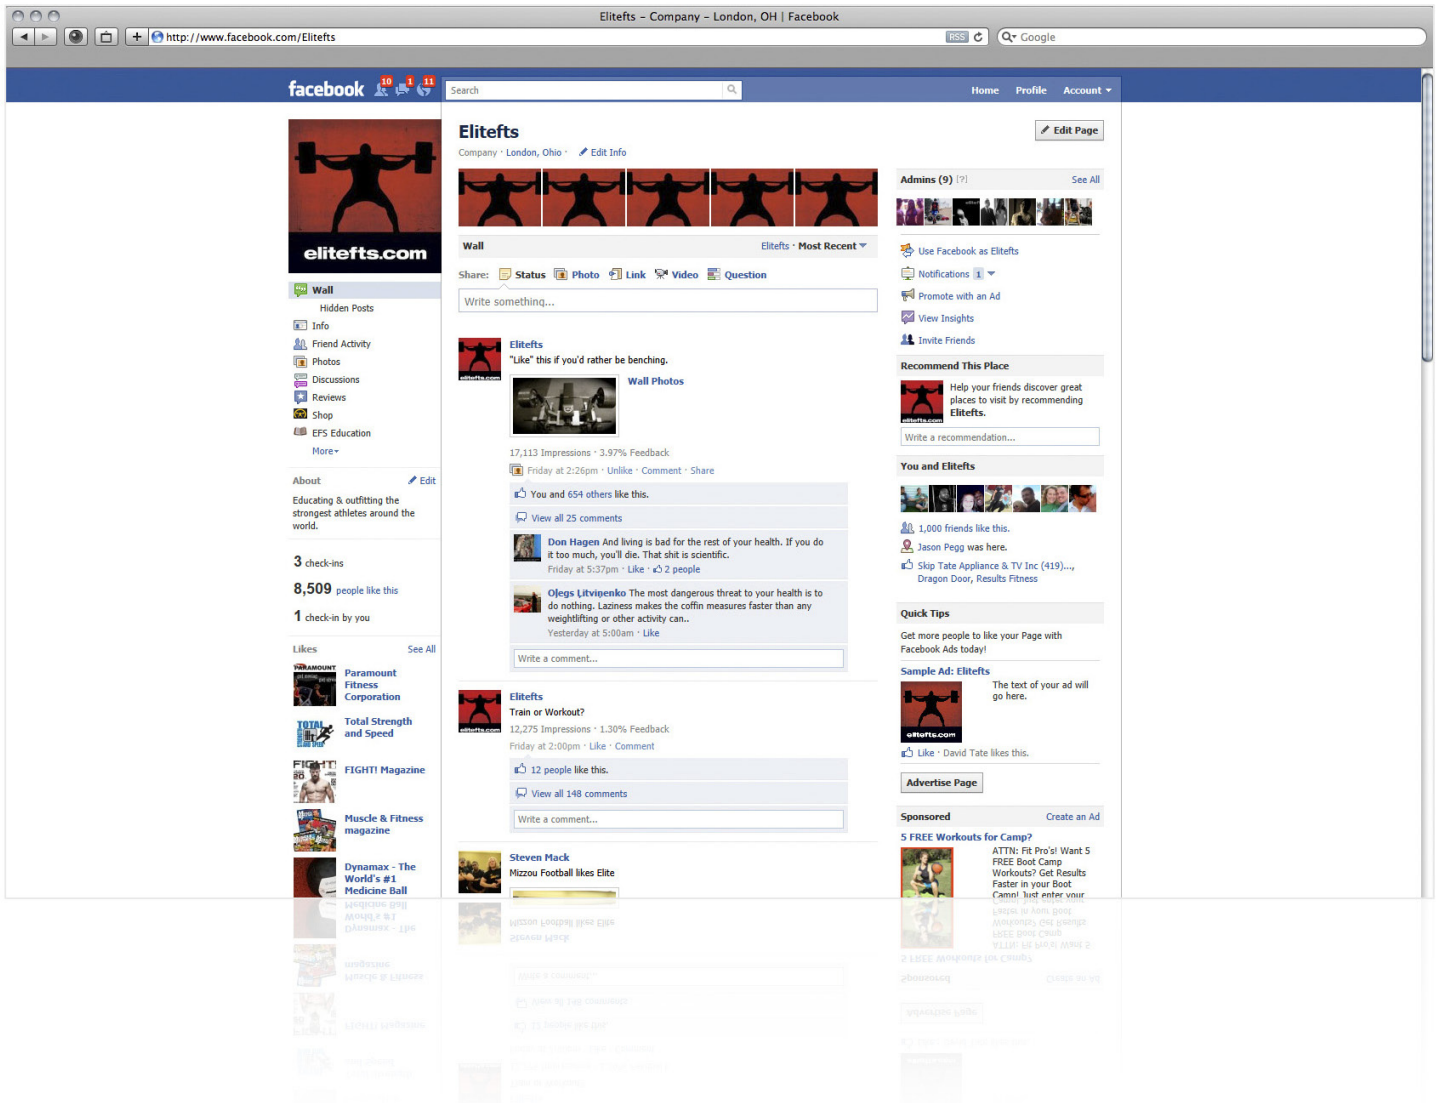 Elitefts – Company – London, OH | Facebook
http://www.facebook.com/Elitefts
RSS
Google
facebook
10
1
11
Search
Home
Profile
Account
elitefts.com
Wall
Hidden Posts
Info
Friend Activity
Photos
Discussions
Reviews
Shop
EFS Education
More
About
Edit
Educating & outfitting the
strongest athletes around the
world.
3 check-ins
8,509 people like this
1 check-in by you
Likes
See All
PARAMOUNT
Paramount
Fitness
Corporation
TOTAL
Total Strength
and Speed
FIGHT!
FIGHT! Magazine
Muscle & Fitness
magazine
Dynamax - The
World's #1
Medicine Ball
Elitefts
Company · London, Ohio · Edit Info
Wall
Elitefts · Most Recent
Share:
Status
Photo
Link
Video
Question
Write something...
elitefts.com
Elitefts
"Like" this if you'd rather be benching.
Wall Photos
17,113 Impressions · 3.97% Feedback
Friday at 2:26pm · Unlike · Comment · Share
You and 654 others like this.
View all 25 comments
Don Hagen And living is bad for the rest of your health. If you do
it too much, you'll die. That shit is scientific.
Friday at 5:37pm · Like · 2 people
Oļegs Ļitviņenko The most dangerous threat to your health is to
do nothing. Laziness makes the coffin measures faster than any
weightlifting or other activity can..
Yesterday at 5:00am · Like
Write a comment...
elitefts.com
Elitefts
Train or Workout?
12,275 Impressions · 1.30% Feedback
Friday at 2:00pm · Like · Comment
12 people like this.
View all 148 comments
Write a comment...
Steven Mack
Mizzou Football likes Elite
Edit Page
Admins (9) [?]
See All
Use Facebook as Elitefts
Notifications 1
Promote with an Ad
View Insights
Invite Friends
Recommend This Place
elitefts.com
Help your friends discover great
places to visit by recommending
Elitefts.
Write a recommendation...
You and Elitefts
1,000 friends like this.
Jason Pegg was here.
Skip Tate Appliance & TV Inc (419)...,
Dragon Door, Results Fitness
Quick Tips
Get more people to like your Page with
Facebook Ads today!
Sample Ad: Elitefts
elitefts.com
The text of your ad will
go here.
Like · David Tate likes this.
Advertise Page
Sponsored
Create an Ad
5 FREE Workouts for Camp?
ATTN: Fit Pro's! Want 5
FREE Boot Camp
Workouts? Get Results
Faster in your Boot
Camp! Just enter your